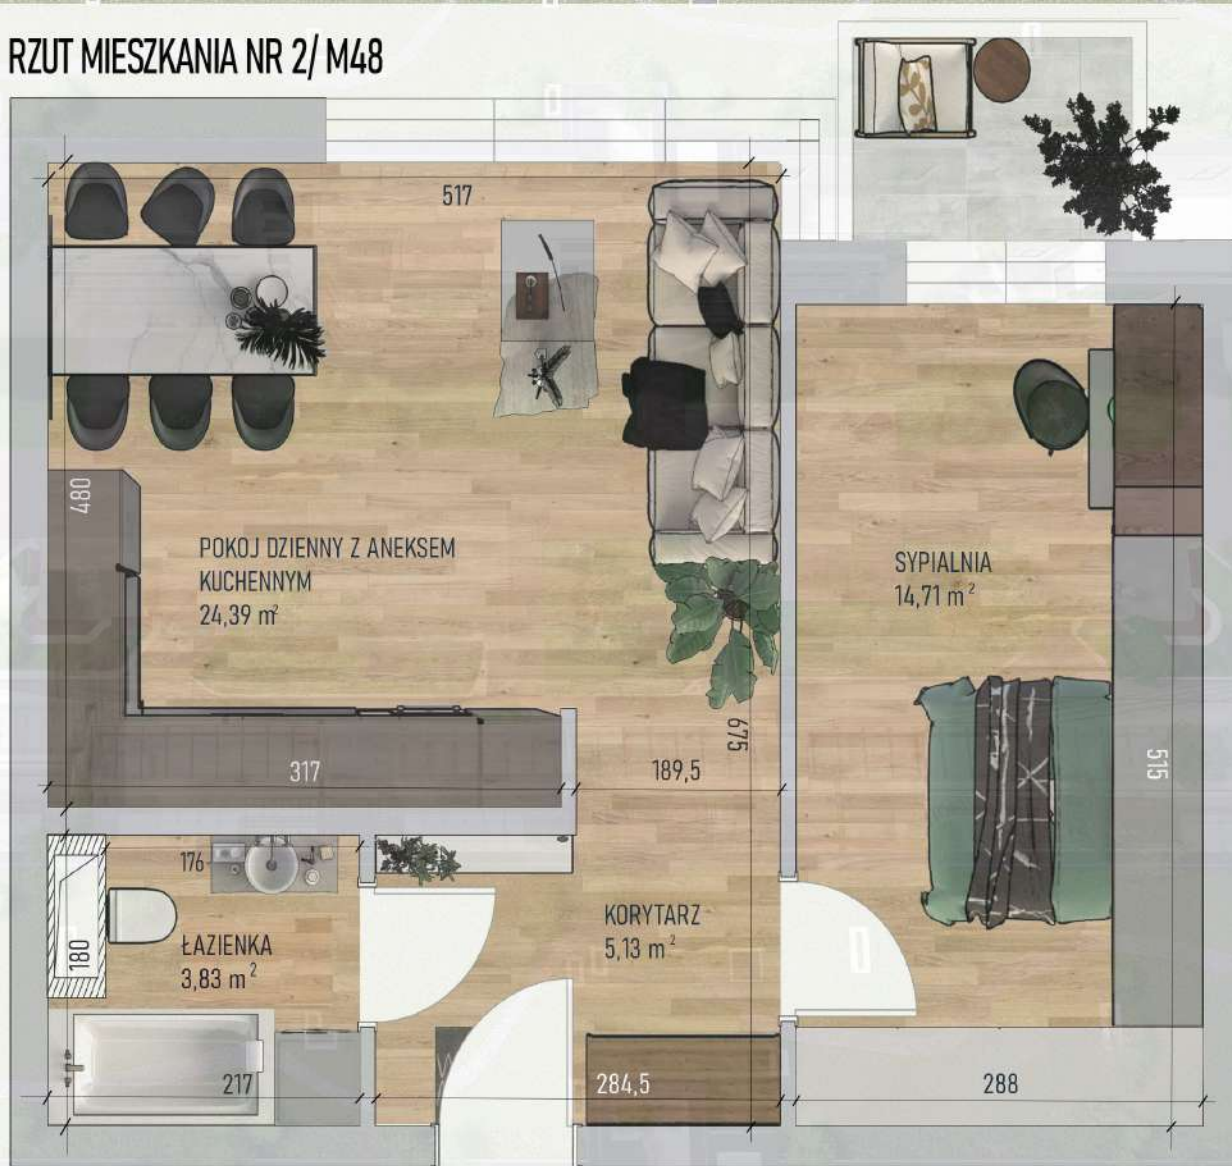 RZUT MIESZKANIA NR 2/ M48
517
480
POKOJ DZIENNY Z ANEKSEM
KUCHENNYM
24,39 m²
SYPIALNIA
14,71 m²
675
515
317
189,5
176
KORYTARZ
5,13 m²
ŁAZIENKA
3,83 m²
180
217
284,5
288